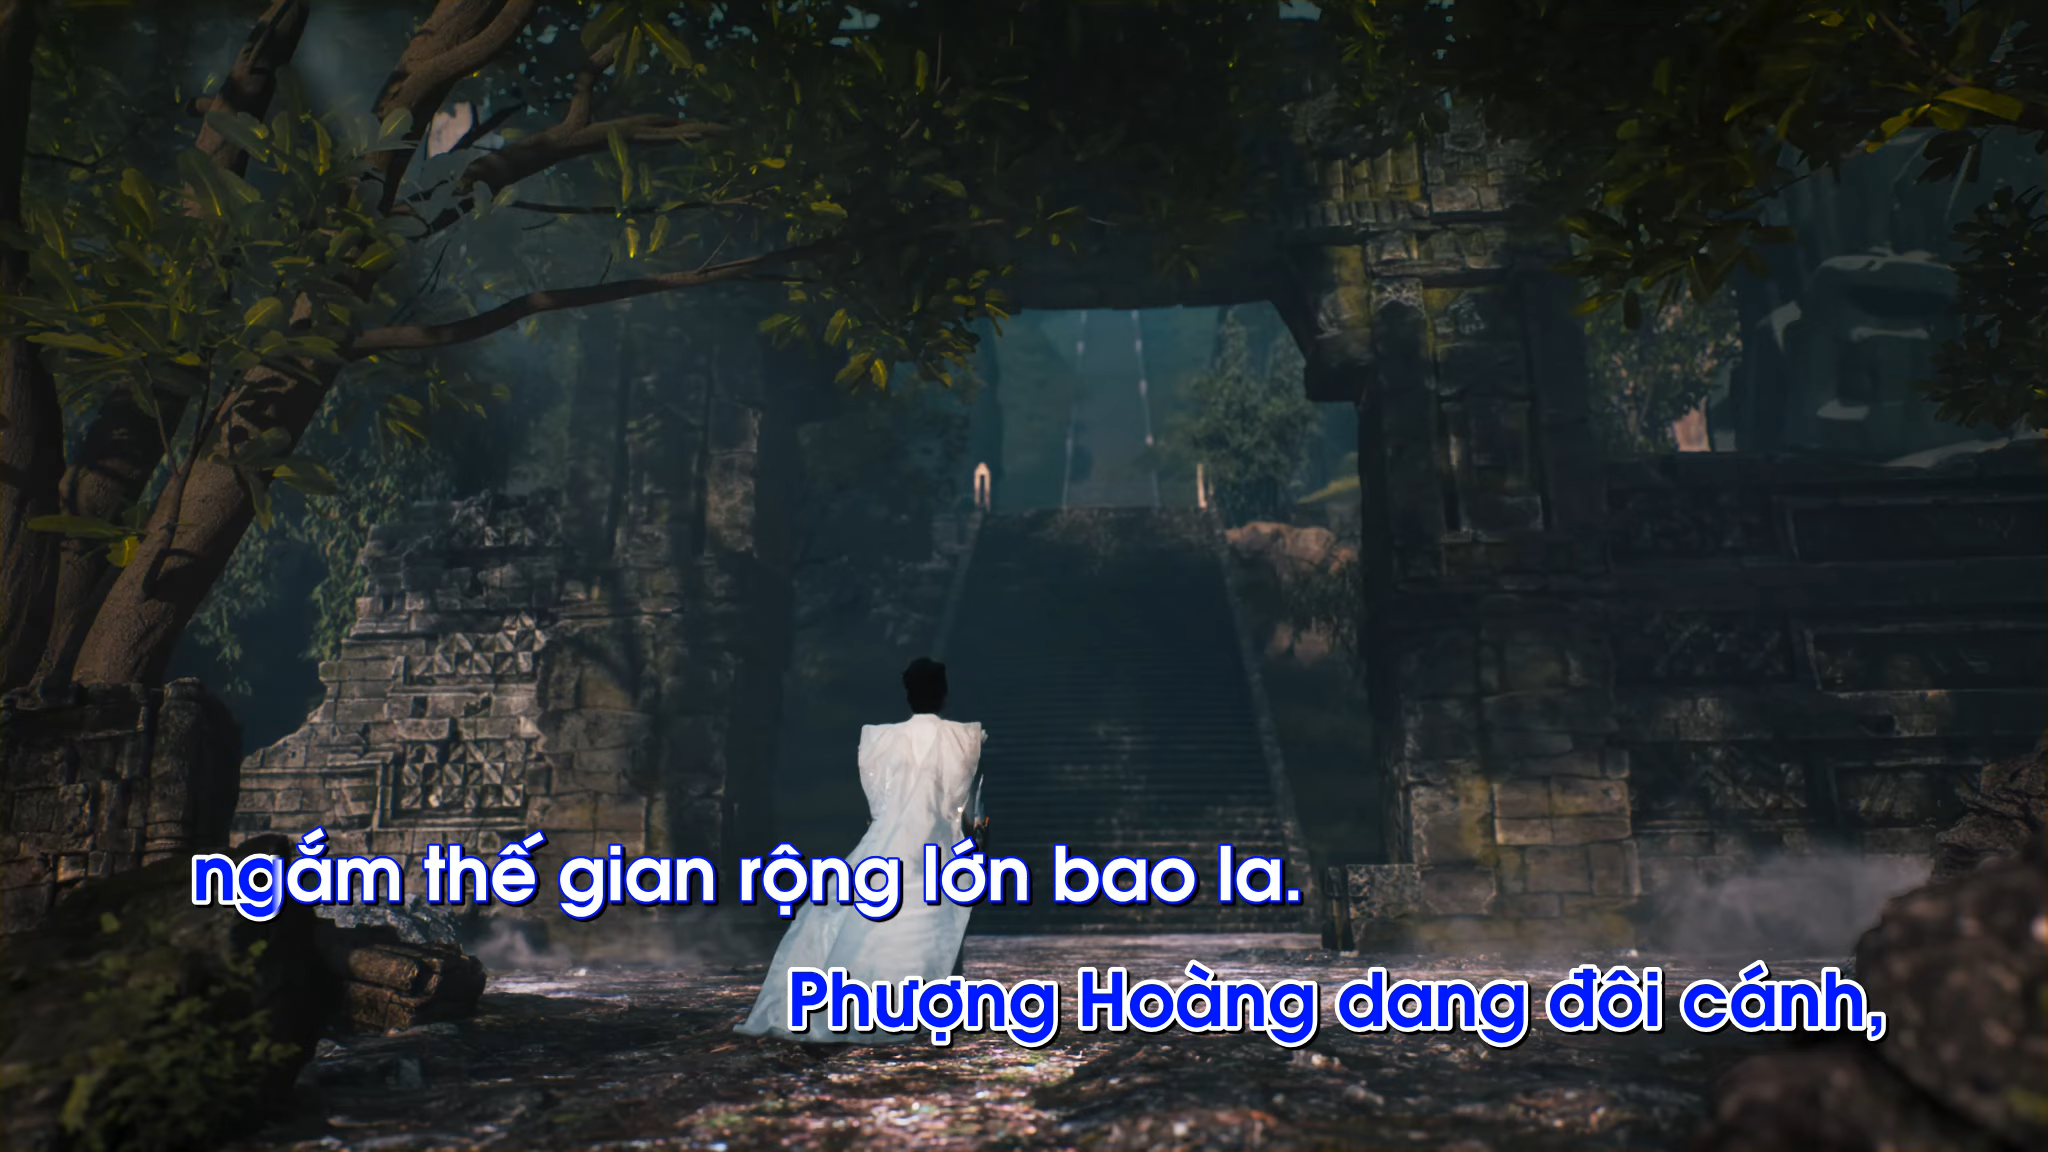 ngắm thế gian rộng lớn bao la.
Phượng Hoàng dang đôi cánh,